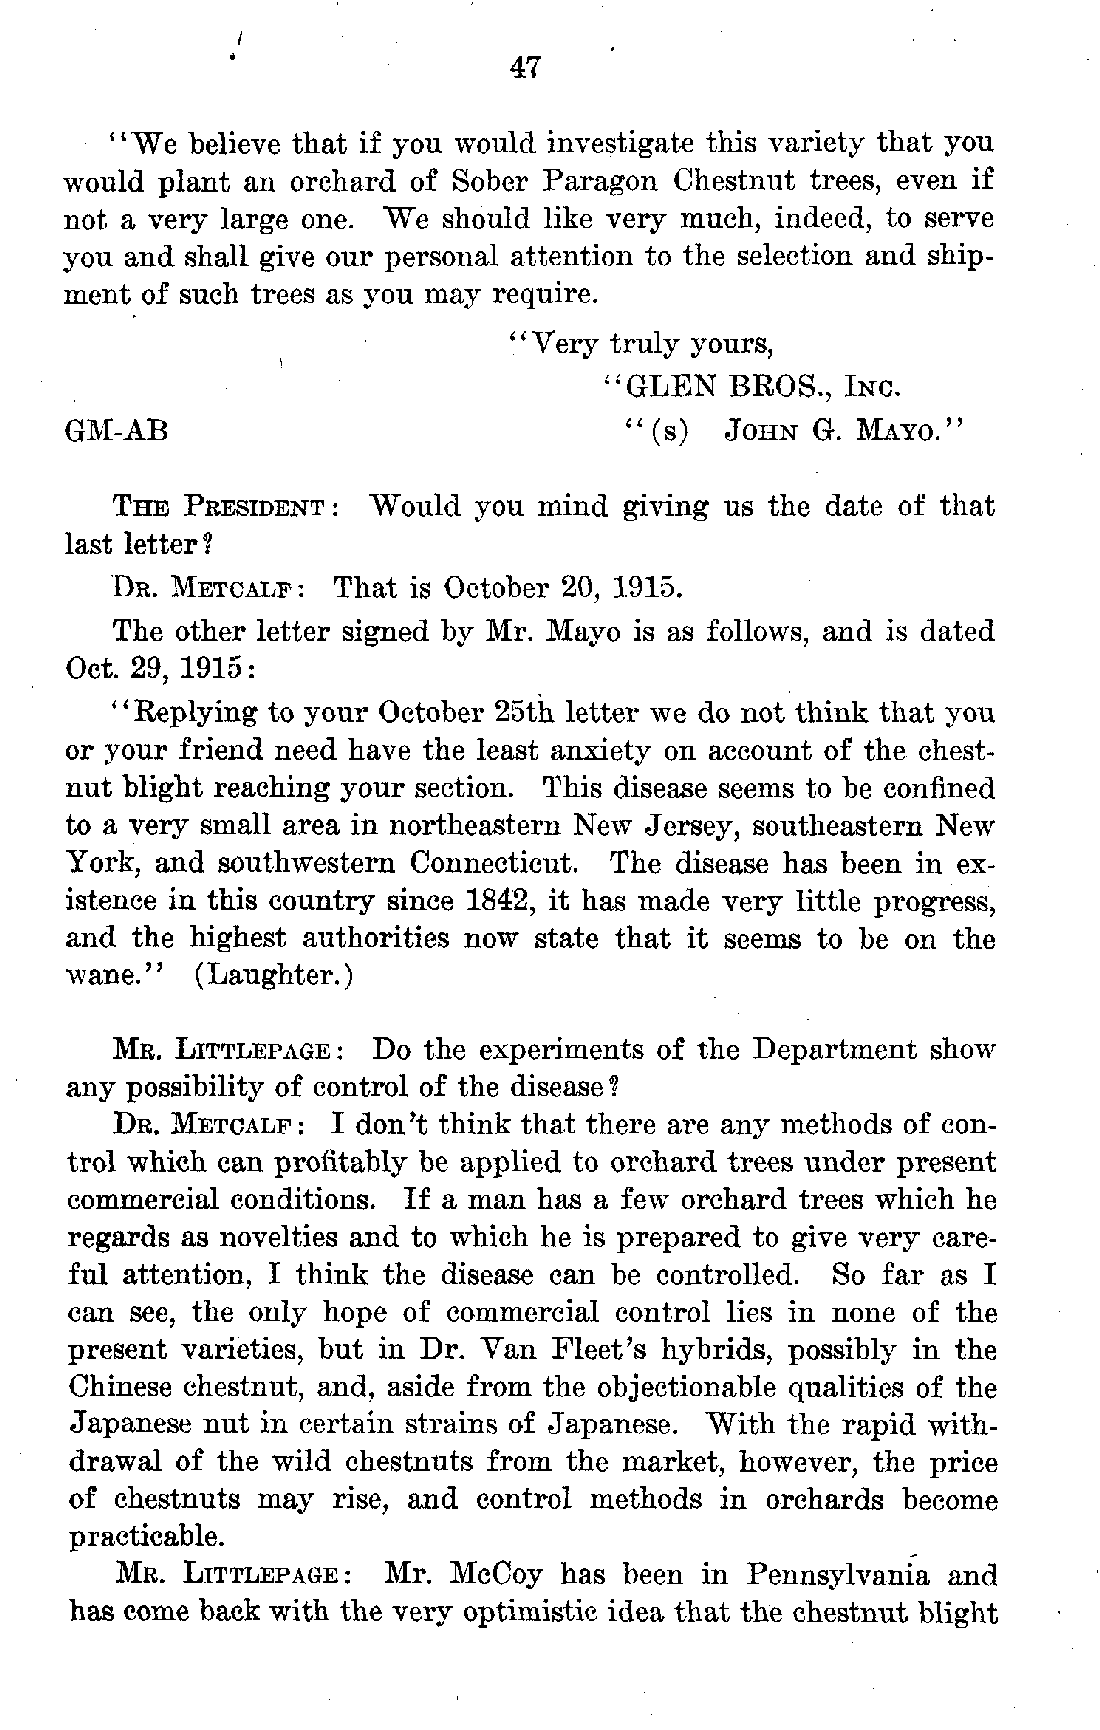 47
"We believe that if you would investigate this variety that you
would plant an orchard of Sober Paragon Chestnut trees, even if
not a very large one. We should like very much, indeed, to serve
you and shall give our personal attention to the selection and ship-
ment of such trees as you may require.
"Very truly yours,
"GLEN BROS., INC.
GM-AB "(s) JOHN G. MAYO."
THE PRESIDENT: Would you mind giving us the date of that
last letter?
DR. METCALF: That is October 20, 1915.
The other letter signed by Mr. Mayo is as follows, and is dated
Oct. 29, 1915:
"Replying to your October 25th letter we do not think that you
or your friend need have the least anxiety on account of the chest-
nut blight reaching your section. This disease seems to be confined
to a very small area in northeastern New Jersey, southeastern New
York, and southwestern Connecticut. The disease has been in ex-
istence in this country since 1842, it has made very little progress,
and the highest authorities now state that it seems to be on the
wane." (Laughter.)
MR. LITTLEPAGE: Do the experiments of the Department show
any possibility of control of the disease?
DR. METCALF: I don't think that there are any methods of con-
trol which can profitably be applied to orchard trees under present
commercial conditions. If a man has a few orchard trees which he
regards as novelties and to which he is prepared to give very care-
ful attention, I think the disease can be controlled. So far as I
can see, the only hope of commercial control lies in none of the
present varieties, but in Dr. Van Fleet's hybrids, possibly in the
Chinese chestnut, and, aside from the objectionable qualities of the
Japanese nut in certain strains of Japanese. With the rapid with-
drawal of the wild chestnuts from the market, however, the price
of chestnuts may rise, and control methods in orchards become
practicable.
MR. LITTLEPAGE: Mr. McCoy has been in Pennsylvania and
has come back with the very optimistic idea that the chestnut blight